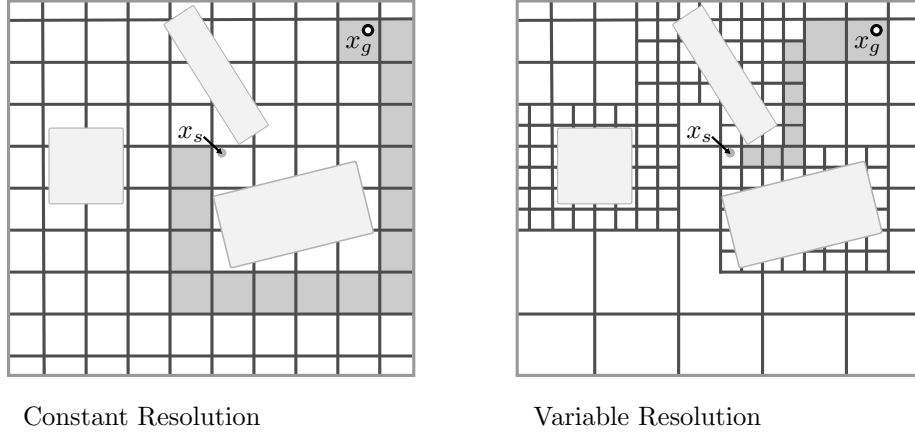 x_g
x_g
x_s
x_s
Constant Resolution
Variable Resolution